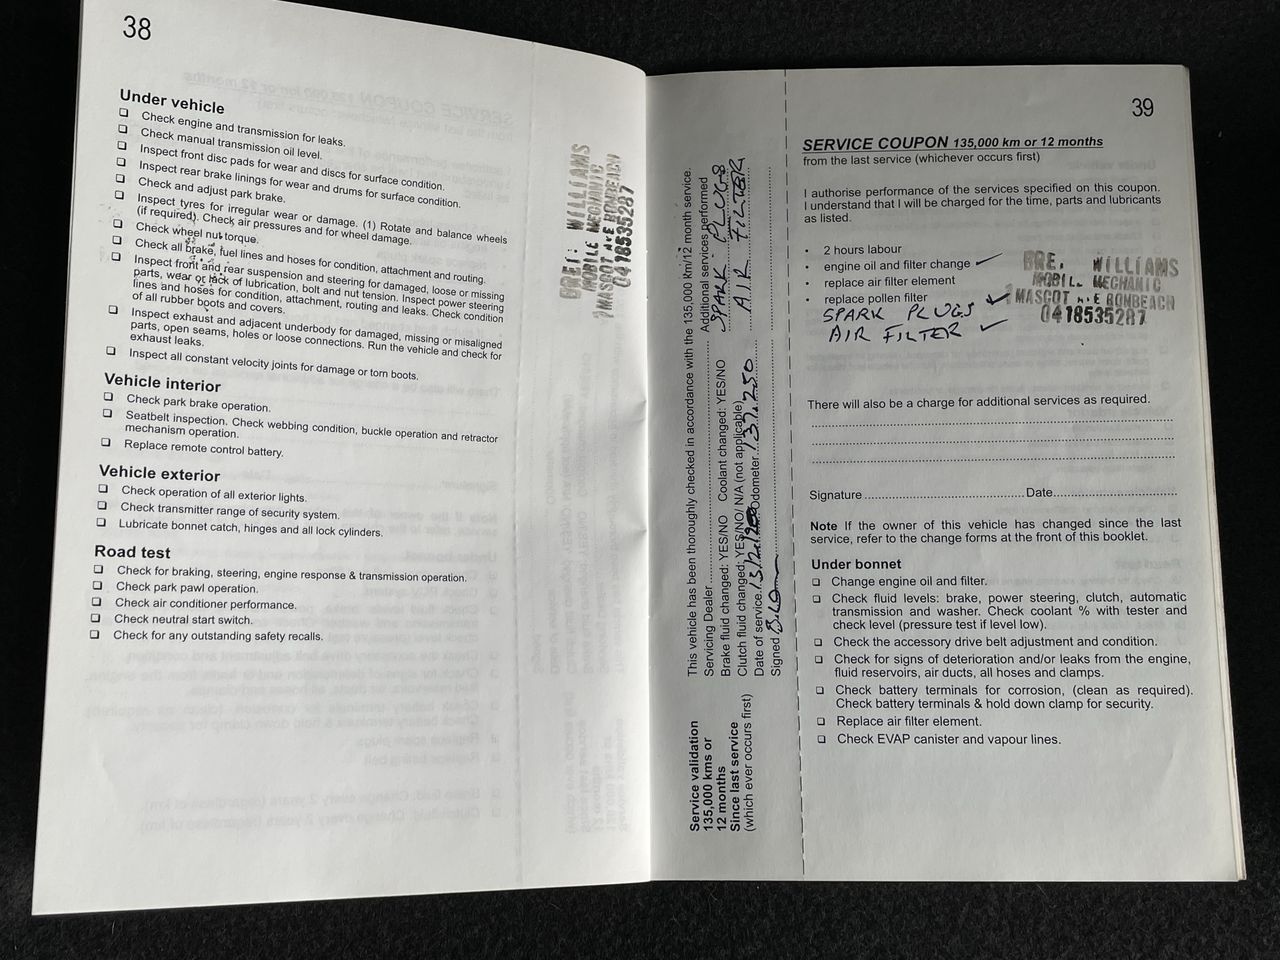 38
Under vehicle
❑ Check engine and transmission for leaks.
❑ Check manual transmission oil level.
❑ Inspect front disc pads for wear and discs for surface condition.
❑ Inspect rear brake linings for wear and drums for surface condition.
❑ Check and adjust park brake.
❑ Inspect tyres for irregular wear or damage. (1) Rotate and balance wheels
(if required). Check air pressures and for wheel damage.
❑ Check wheel nut torque.
❑ Check all brake, fuel lines and hoses for condition, attachment and routing.
❑ Inspect front and rear suspension and steering for damaged, loose or missing
parts, wear or lack of lubrication, bolt and nut tension. Inspect power steering
lines and hoses for condition, attachment, routing and leaks. Check condition
of all rubber boots and covers.
❑ Inspect exhaust and adjacent underbody for damaged, missing or misaligned
parts, open seams, holes or loose connections. Run the vehicle and check for
exhaust leaks.
❑ Inspect all constant velocity joints for damage or torn boots.
Vehicle interior
❑ Check park brake operation.
❑ Seatbelt inspection. Check webbing condition, buckle operation and retractor
mechanism operation.
❑ Replace remote control battery.
Vehicle exterior
❑ Check operation of all exterior lights.
❑ Check transmitter range of security system.
❑ Lubricate bonnet catch, hinges and all lock cylinders.
Road test
❑ Check for braking, steering, engine response & transmission operation.
❑ Check park pawl operation.
❑ Check air conditioner performance.
❑ Check neutral start switch.
❑ Check for any outstanding safety recalls.
WILLIAMS
MOBILE MECHANIC
MASCOT AVE BONBEACH
0418535287
Service validation
135,000 kms or
12 months
Since last service
(which ever occurs first)
This vehicle has been thoroughly checked in accordance with the 135,000 km/12 month service.
Servicing Dealer Additional services performed
Brake fluid changed: YES/NO Coolant changed: YES/NO SPARK PLUGS
Clutch fluid changed: YES/NO/ N/A (not applicable)
Date of service Odometer 137,250 AIR FILTER
Signed
39
SERVICE COUPON 135,000 km or 12 months
from the last service (whichever occurs first)
I authorise performance of the services specified on this coupon.
I understand that I will be charged for the time, parts and lubricants
as listed.
• 2 hours labour
• engine oil and filter change ✓
• replace air filter element
• replace pollen filter
SPARK PLUGS ✓
AIR FILTER ✓
WILLIAMS
MECHANIC
MASCOT BONBEACH
0418535287
There will also be a charge for additional services as required.
Signature Date
Note If the owner of this vehicle has changed since the last
service, refer to the change forms at the front of this booklet.
Under bonnet
❑ Change engine oil and filter.
❑ Check fluid levels: brake, power steering, clutch, automatic
transmission and washer. Check coolant % with tester and
check level (pressure test if level low).
❑ Check the accessory drive belt adjustment and condition.
❑ Check for signs of deterioration and/or leaks from the engine,
fluid reservoirs, air ducts, all hoses and clamps.
❑ Check battery terminals for corrosion, (clean as required).
Check battery terminals & hold down clamp for security.
❑ Replace air filter element.
❑ Check EVAP canister and vapour lines.